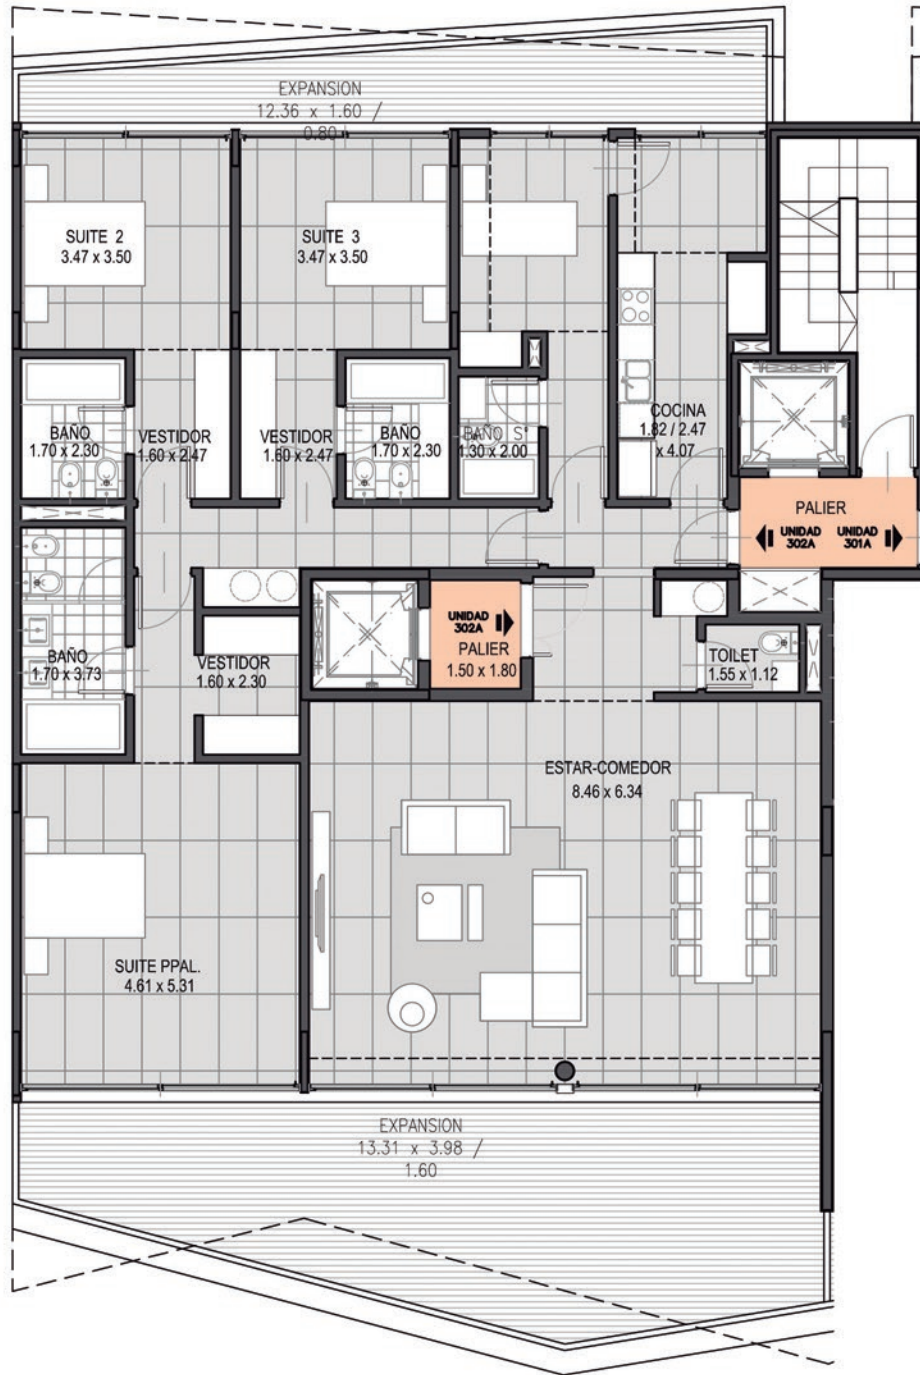 EXPANSION
12.36 x 1.60 /
0.80
SUITE 2
3.47 x 3.50
SUITE 3
3.47 x 3.50
BAÑO
1.70 x 2.30
VESTIDOR
1.60 x 2.47
VESTIDOR
1.60 x 2.47
BAÑO
1.70 x 2.30
BAÑO S°
1.30 x 2.00
COCINA
1.82 / 2.47
x 4.07
PALIER
UNIDAD
302A
UNIDAD
301A
UNIDAD
302A
PALIER
1.50 x 1.80
BAÑO
1.70 x 3.73
VESTIDOR
1.60 x 2.30
TOILET
1.55 x 1.12
ESTAR-COMEDOR
8.46 x 6.34
SUITE PPAL.
4.61 x 5.31
EXPANSION
13.31 x 3.98 /
1.60